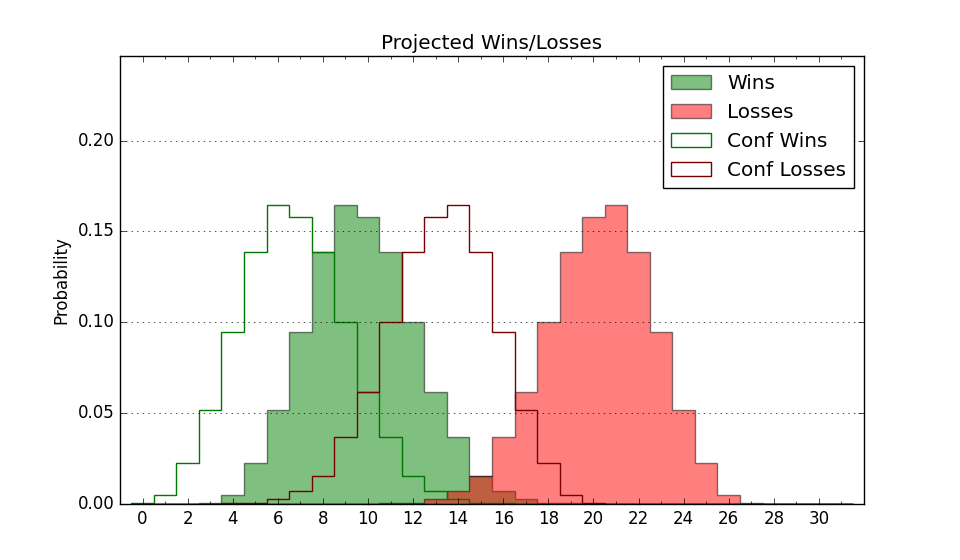 Projected Wins/Losses
Wins
Losses
Conf Wins
Conf Losses
Probability
0.20
0.15
0.10
0.05
0.00
0 2 4 6 8 10 12 14 16 18 20 22 24 26 28 30